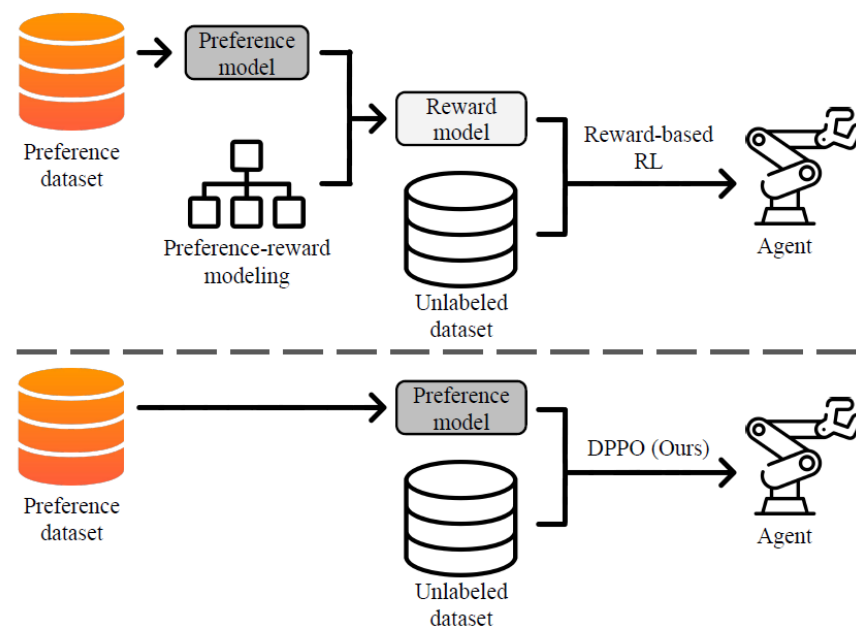 Preference
model
Preference
dataset
Preference-reward
modeling
Reward
model
Unlabeled
dataset
Reward-based
RL
Agent
Preference
dataset
Preference
model
Unlabeled
dataset
DPPO (Ours)
Agent